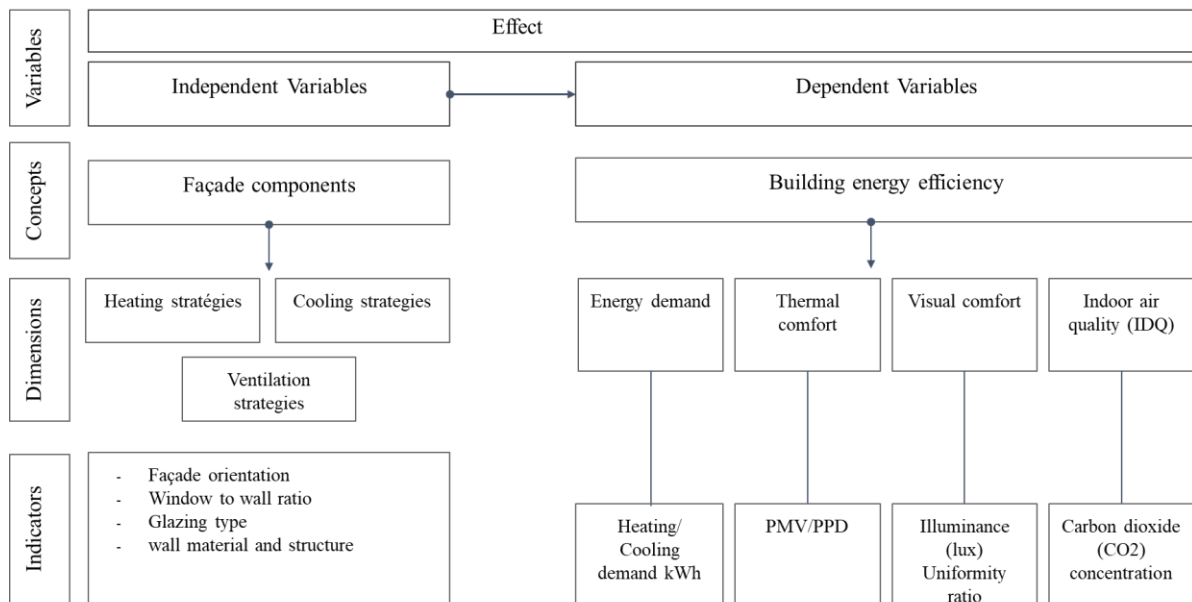 Variables
Effect
Independent Variables
Dependent Variables
Concepts
Façade components
Building energy efficiency
Dimensions
Heating stratégies
Cooling strategies
Ventilation
strategies
Energy demand
Thermal
comfort
Visual comfort
Indoor air
quality (IDQ)
Indicators
- Façade orientation
- Window to wall ratio
- Glazing type
- wall material and structure
Heating/
Cooling
demand kWh
PMV/PPD
Illuminance
(lux)
Uniformity
ratio
Carbon dioxide
(CO2)
concentration